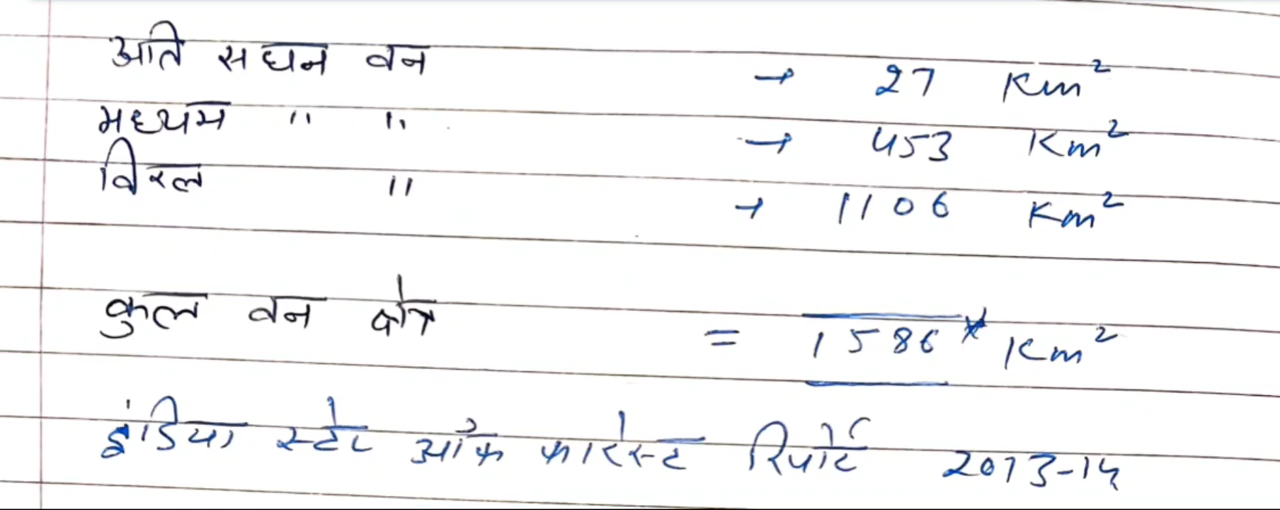 अति सघन वन → 27 Km²
मध्यम " " → 453 Km²
विरल " → 1106 Km²
कुल वन क्षेत्र = 1586* Km²
इंडिया स्टेट ऑफ फारेस्ट रिपोर्ट 2013-14